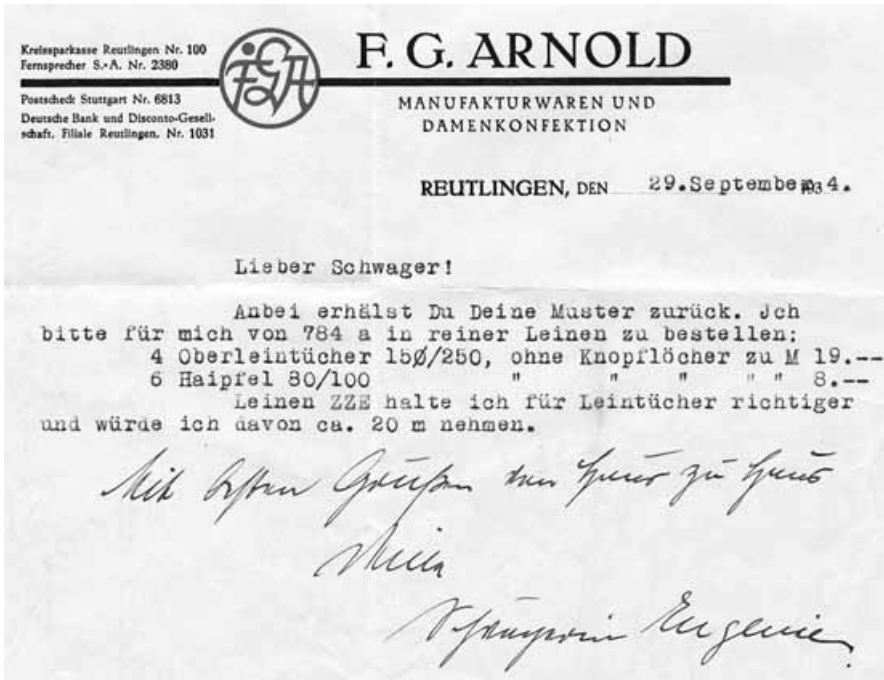 Kreissparkasse Reutlingen Nr. 100
Fernsprecher S.-A. Nr. 2380
Postscheck Stuttgart Nr. 6813
Deutsche Bank und Disconto-Gesell-
schaft, Filiale Reutlingen, Nr. 1031
FGA
F. G. ARNOLD
MANUFAKTURWAREN UND
DAMENKONFEKTION
REUTLINGEN, DEN 29.September 1934.
Lieber Schwager!
Anbei erhälst Du Deine Muster zurück. Jch
bitte für mich von 784 a in reiner Leinen zu bestellen:
4 Oberleintücher 150/250, ohne Knopflöcher zu M 19.--
6 Haipfel 80/100 " " " " " 8.--
Leinen ZZE halte ich für Leintücher richtiger
und würde ich davon ca. 20 m nehmen.
Mit besten Grüßen von Haus zu Haus
Schwägerin Eugenie.